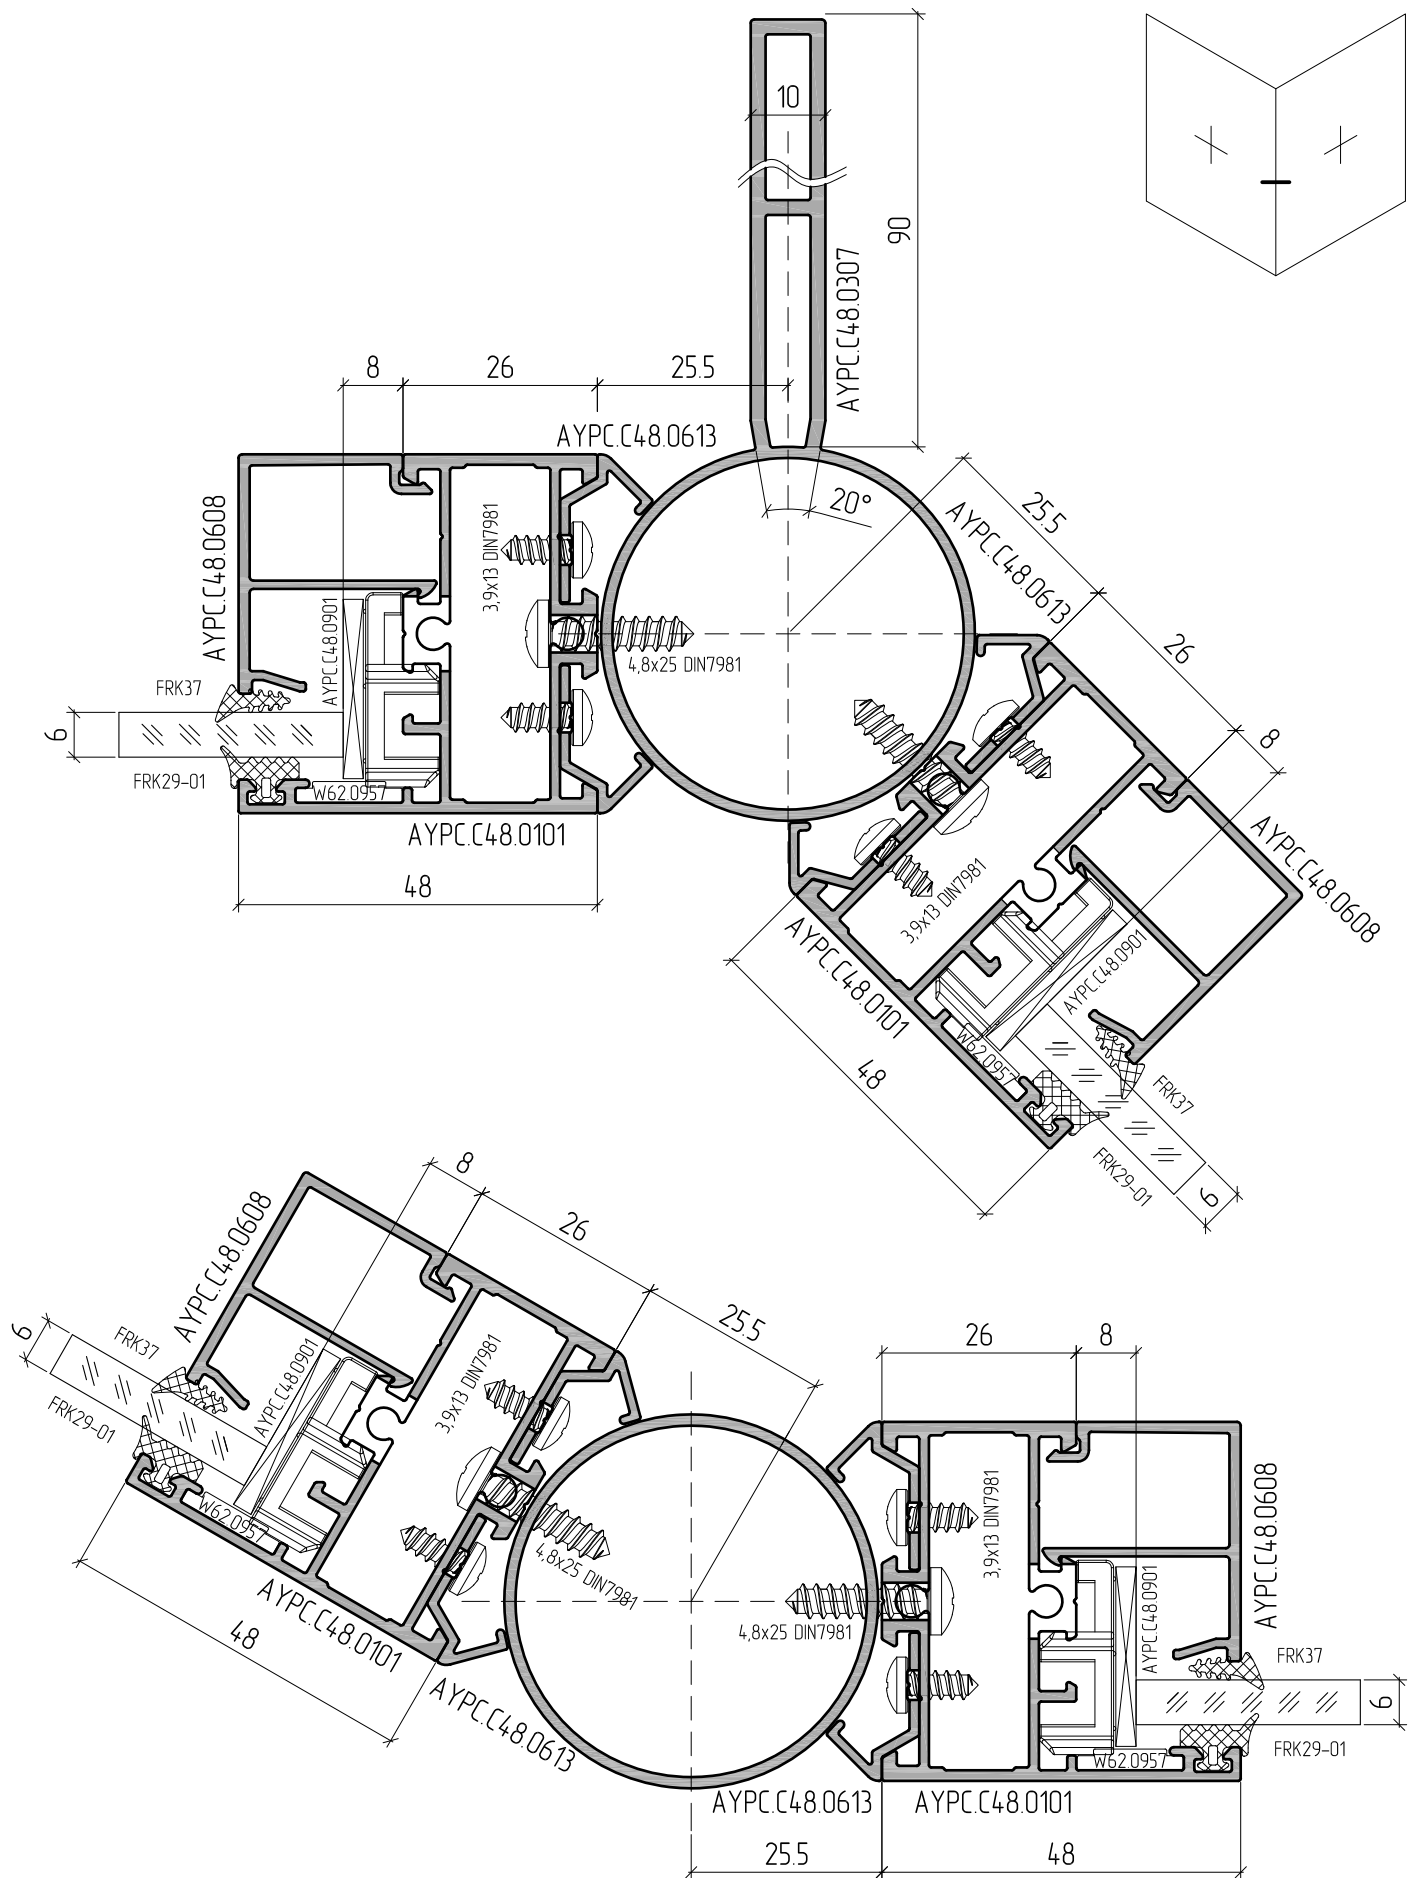 10
90
AYPC.C48.0307
8
26
25.5
AYPC.C48.0613
20°
AYPC.C48.0608
AYPC.C48.0901
3,9x13 DIN7981
4,8x25 DIN7981
FRK37
6
FRK29-01
W62.0957
AYPC.C48.0101
48
25.5
AYPC.C48.0613
26
8
AYPC.C48.0608
3,9x13 DIN7981
AYPC.C48.0901
AYPC.C48.0101
W62.0957
48
FRK37
FRK29-01
6
8
26
25.5
AYPC.C48.0608
FRK37
6
FRK29-01
AYPC.C48.0901
3,9x13 DIN7981
W62.0957
4,8x25 DIN7981
AYPC.C48.0101
48
AYPC.C48.0613
26
8
3,9x13 DIN7981
AYPC.C48.0608
AYPC.C48.0901
4,8x25 DIN7981
FRK37
6
FRK29-01
W62.0957
AYPC.C48.0613
AYPC.C48.0101
25.5
48